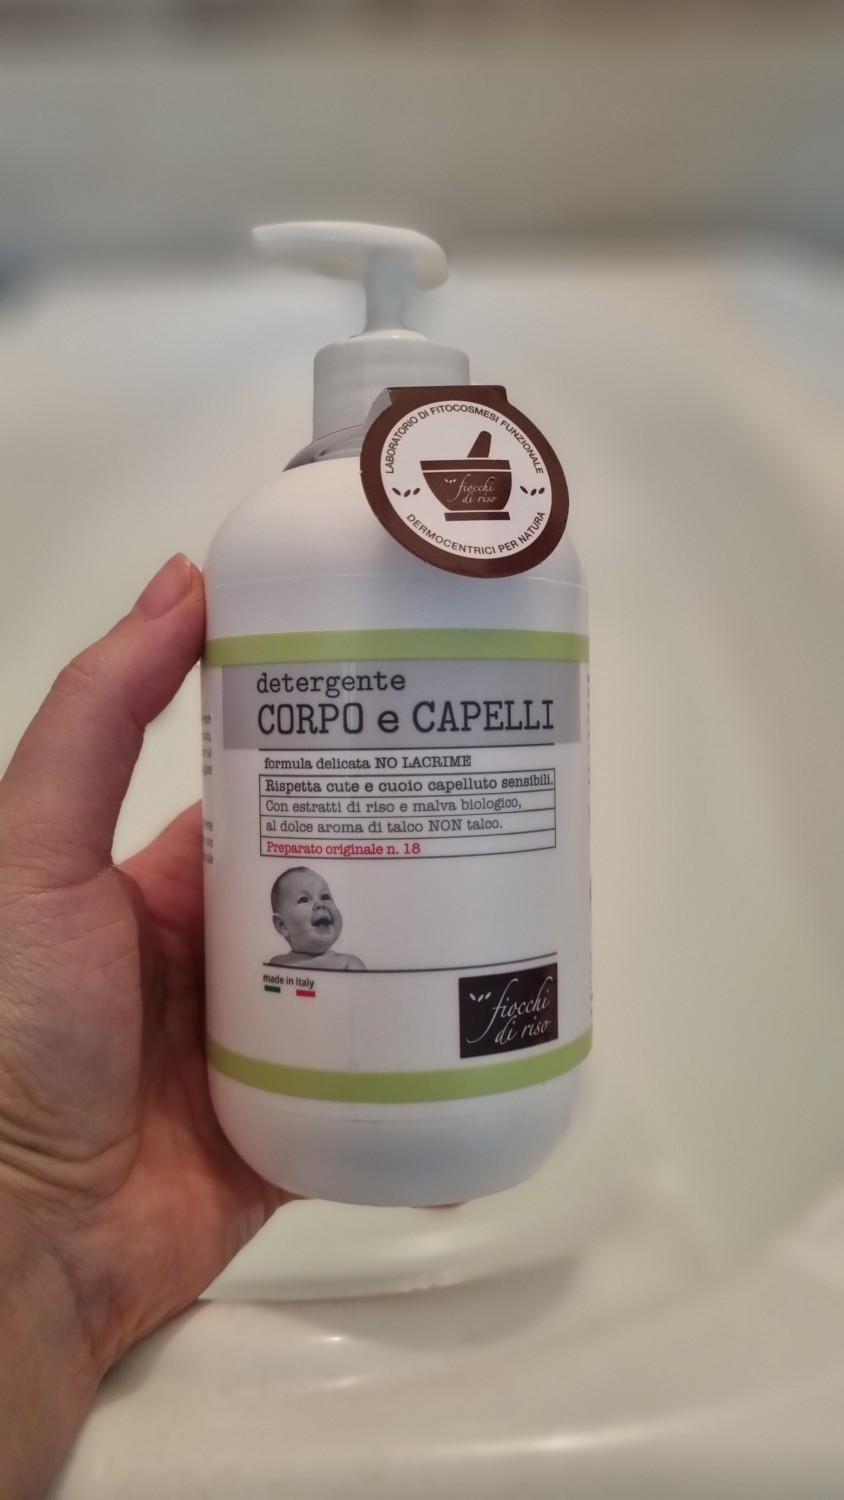 LABORATORIO DI FITOCOSMESI FUNZIONALE
fiocchi
di riso
DERMOCENTRICI PER NATURA
detergente
CORPO e CAPELLI
formula delicata NO LACRIME
Rispetta cute e cuoio capelluto sensibili.
Con estratti di riso e malva biologico,
al dolce aroma di talco NON talco.
Preparato originale n. 18
made in Italy
fiocchi
di riso